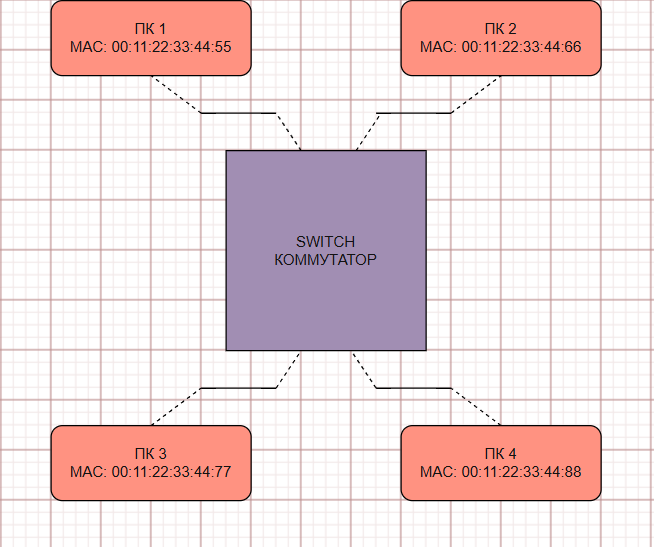 ПК 1
MAC: 00:11:22:33:44:55
ПК 2
MAC: 00:11:22:33:44:66
SWITCH
КОММУТАТОР
ПК 3
MAC: 00:11:22:33:44:77
ПК 4
MAC: 00:11:22:33:44:88